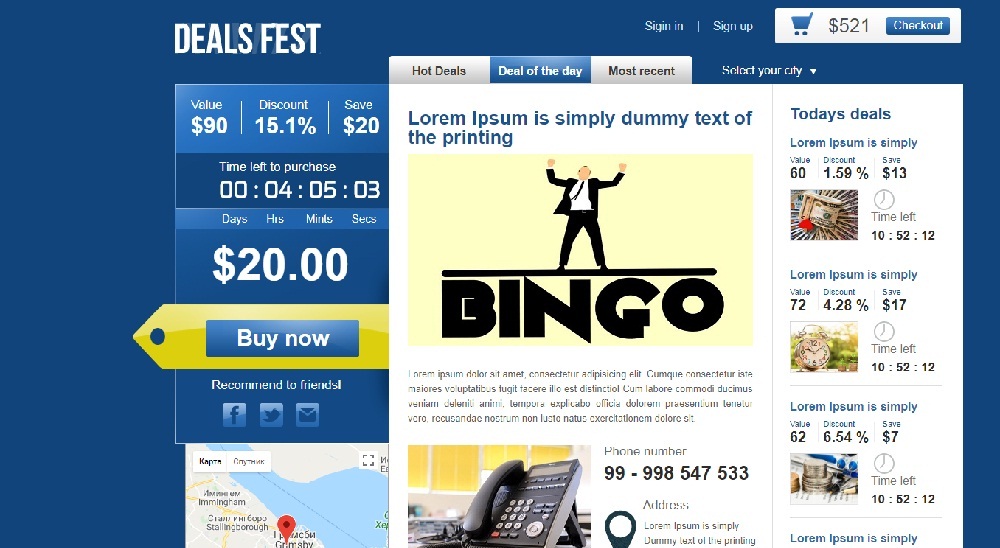 DEALS FEST
Sigin in | Sign up
$521 Checkout
Hot Deals
Deal of the day
Most recent
Select your city
Value Discount Save
$90 15.1% $20
Time left to purchase
00 : 04 : 05 : 03
Days Hrs Mints Secs
$20.00
Buy now
Recommend to friends!
Карта Спутник
Иммингем
Immingham
Сталлингборо
Stallingborough
Гримсби
Grimsby
Lorem Ipsum is simply dummy text of
the printing
BINGO
Lorem ipsum dolor sit amet, consectetur adipisicing elit. Cumque consectetur iste
maiores voluptatibus fugit facere illo est distinctio! Cum labore commodi ducimus
veniam deleniti animi, tempora explicabo officia dolorem praesentium tenetur
vero, recusandae nostrum non iusto natus exercitationem dolore sit.
Phone number
99 - 998 547 533
Address
Lorem Ipsum is simply
Dummy text of the printing
Todays deals
Lorem Ipsum is simply
Value Discount Save
60 1.59 % $13
Time left
10 : 52 : 12
Lorem Ipsum is simply
Value Discount Save
72 4.28 % $17
Time left
10 : 52 : 12
Lorem Ipsum is simply
Value Discount Save
62 6.54 % $7
Time left
10 : 52 : 12
Lorem Ipsum is simply